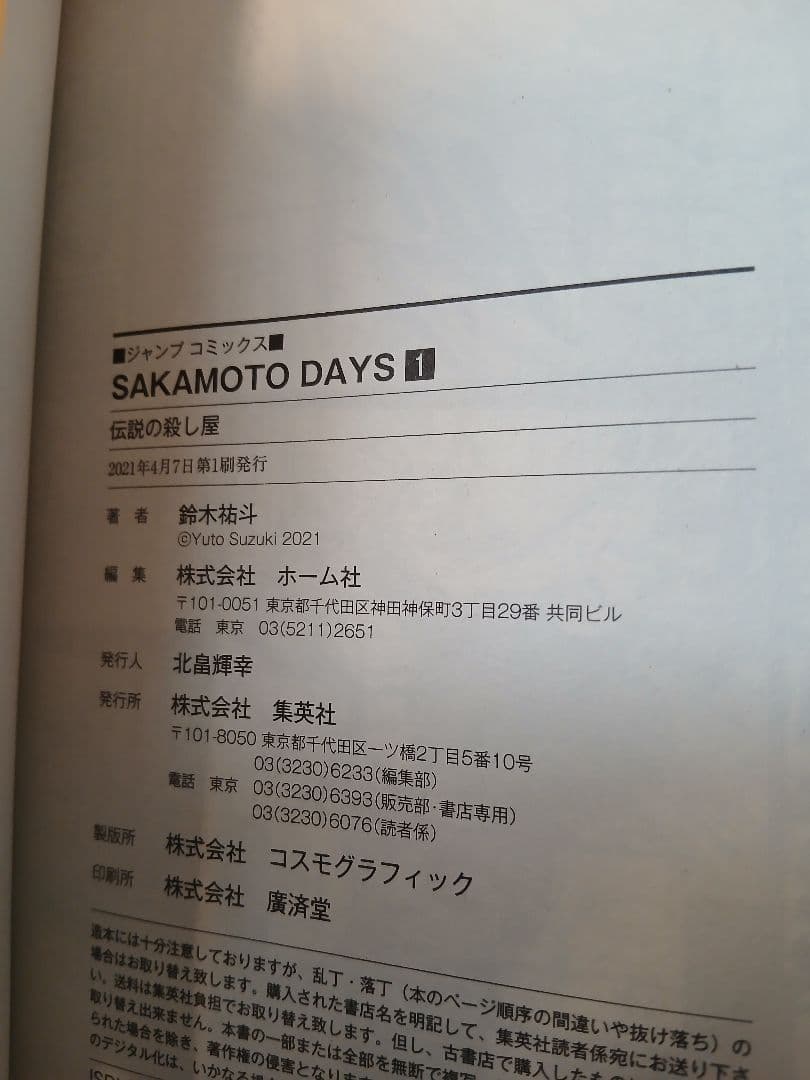 ■ジャンプ コミックス■
SAKAMOTO DAYS 1
伝説の殺し屋
2021年4月7日第1刷発行
著 者 鈴木祐斗
©Yuto Suzuki 2021
編 集 株式会社 ホーム社
〒101-0051 東京都千代田区神田神保町3丁目29番 共同ビル
電話 東京 03(5211)2651
発行人 北畠輝幸
発行所 株式会社 集英社
〒101-8050 東京都千代田区一ツ橋2丁目5番10号
03(3230)6233(編集部)
電話 東京 03(3230)6393(販売部·書店専用)
03(3230)6076(読者係)
製版所 株式会社 コスモグラフィック
印刷所 株式会社 廣済堂
造本には十分注意しておりますが、乱丁・落丁（本のページ順序の間違いや抜け落ち）の
場合はお取り替え致します。購入された書店名を明記して、集英社読者係宛にお送り下さ
い。送料は集英社負担でお取り替え致します。但し、古書店で購入したもの
取り替え出来ません。本書の一部または全部を無断で複写
られた場合を除き、著作権の侵害となります
のデジタル化は、いかなる